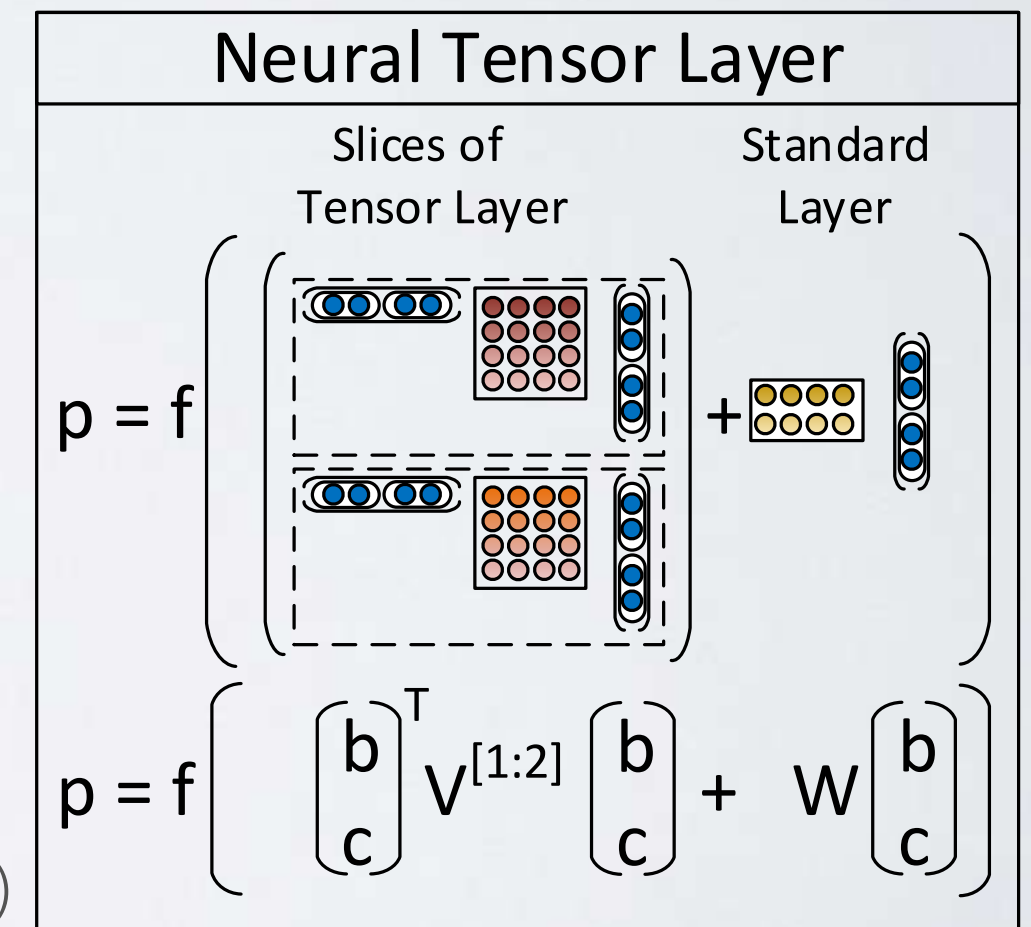 Neural Tensor Layer
Slices of Standard
Tensor Layer Layer
p = f +
p = f ( [b c]^T V^[1:2] [b c] + W [b c] )